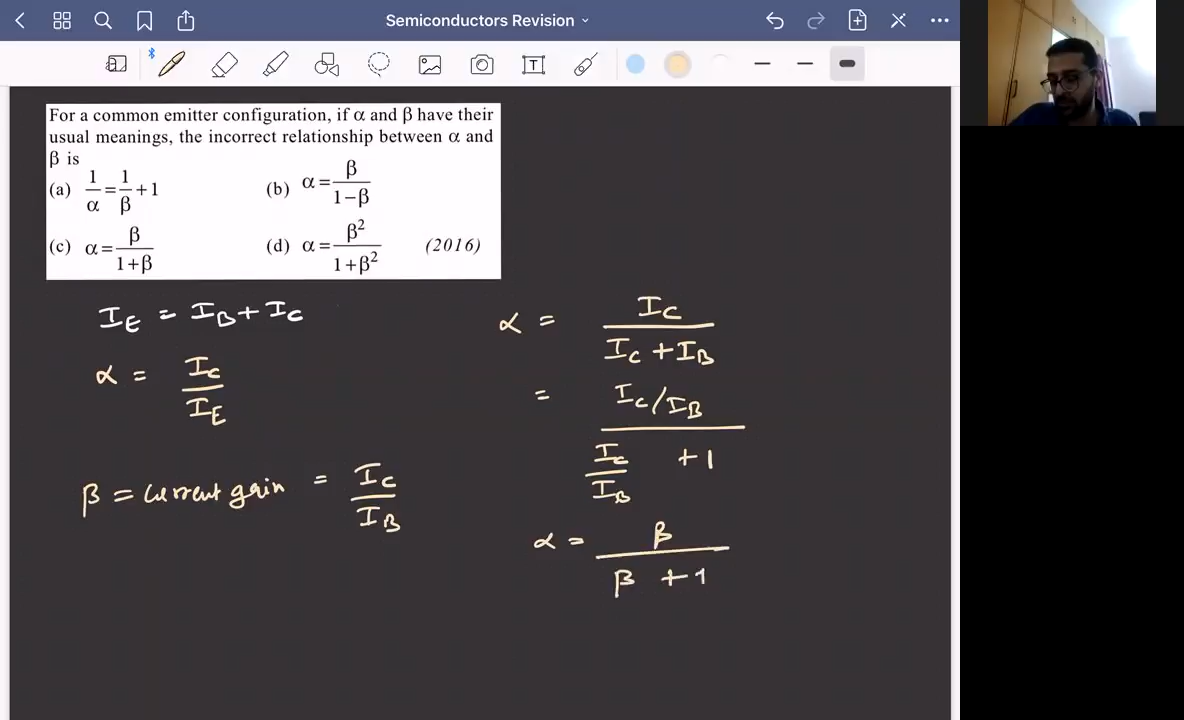 Semiconductors Revision
T
For a common emitter configuration, if α and β have their
usual meanings, the incorrect relationship between α and
β is
(a) 1/α = 1/β + 1 (b) α = β/(1−β)
(c) α = β/(1+β) (d) α = β²/(1+β²) (2016)
I_E = I_B + I_C
α = I_C/I_E
β = current gain = I_C/I_B
α = I_C/(I_C + I_B)
= (I_C/I_B)/(I_C/I_B + 1)
α = β/(β + 1)